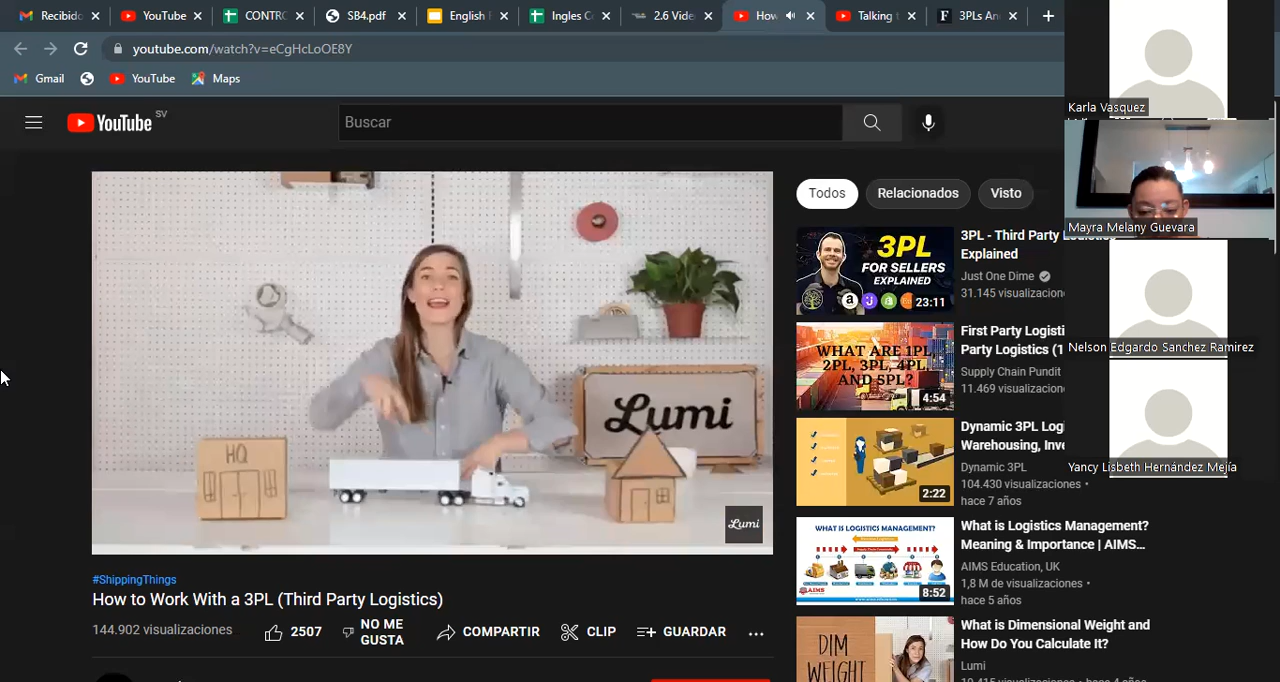 Recibido
YouTube
CONTRO
SB4.pdf
English
Ingles Co
2.6 Vide
How
Talking t
3PLs An
youtube.com/watch?v=eCgHcLoOE8Y
Gmail
YouTube
Maps
YouTube SV
Buscar
Todos
Relacionados
Visto
HQ
Lumi
Lumi
#ShippingThings
How to Work With a 3PL (Third Party Logistics)
144.902 visualizaciones
2507
NO ME
GUSTA
COMPARTIR
CLIP
GUARDAR
3PL
FOR SELLERS
EXPLAINED
23:11
3PL - Third Party Logistics
Explained
Just One Dime
31.145 visualizacion
WHAT ARE 1PL,
2PL, 3PL, 4PL
AND 5PL?
4:54
First Party Logisti
Party Logistics (1
Supply Chain Pundit
11.469 visualizacion
2:22
Dynamic 3PL Logi
Warehousing, Inve
Dynamic 3PL
104.430 visualizaciones •
hace 7 años
WHAT IS LOGISTICS MANAGEMENT?
AIMS
8:52
What is Logistics Management?
Meaning & Importance | AIMS...
AIMS Education, UK
1,8 M de visualizaciones •
hace 5 años
DIM
WEIGHT
What is Dimensional Weight and
How Do You Calculate It?
Lumi
Karla Vasquez
Mayra Melany Guevara
Nelson Edgardo Sanchez Ramirez
Yancy Lisbeth Hernández Mejía